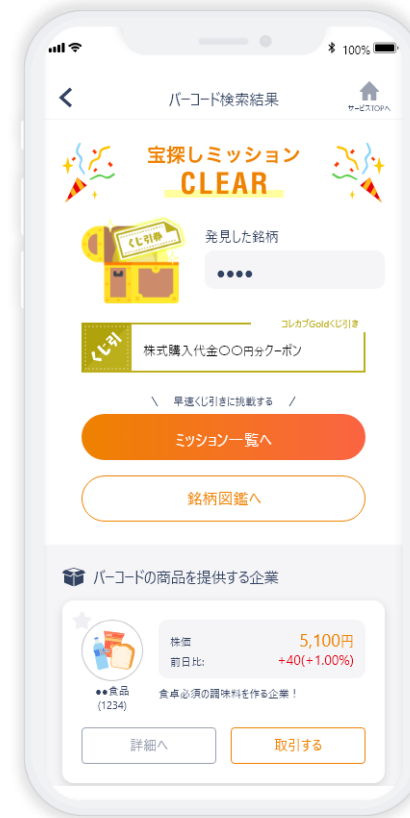 100%
バーコード検索結果
サービスTOPへ
宝探しミッション
CLEAR
くじ引券
発見した銘柄
●●●●
コレカブGoldくじ引き
くじ引
株式購入代金〇〇円分クーポン
\ 早速くじ引きに挑戦する /
ミッション一覧へ
銘柄図鑑へ
バーコードの商品を提供する企業
株価 5,100円
前日比: +40(+1.00%)
●●食品
(1234)
食卓必須の調味料を作る企業！
詳細へ
取引する